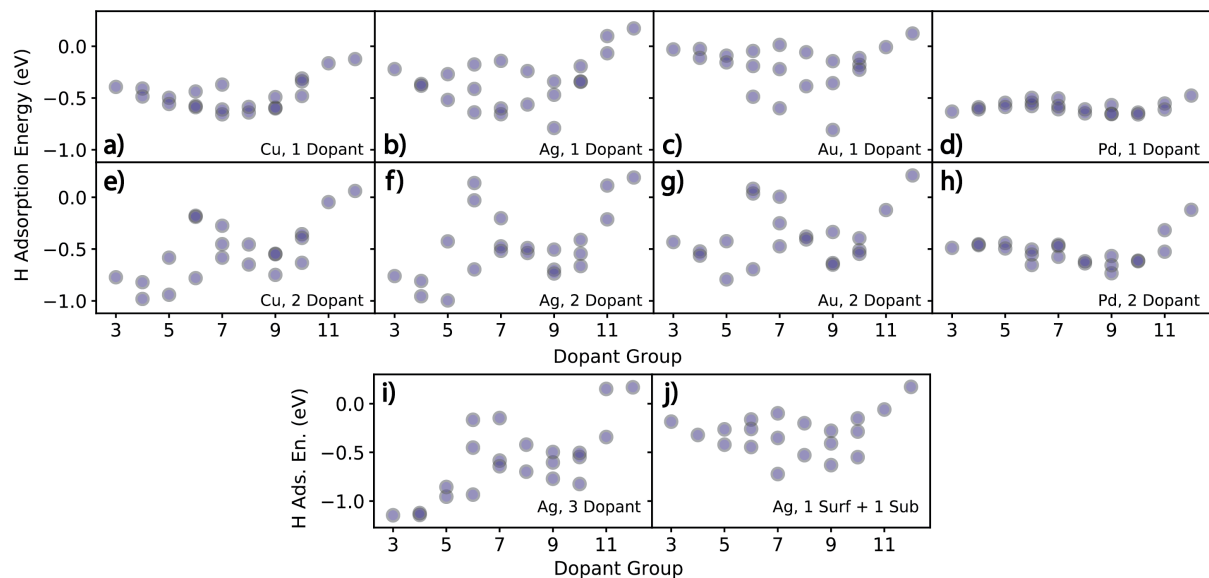 H Adsorption Energy (eV)
0.0
−0.5
−1.0
a)
Cu, 1 Dopant
b)
Ag, 1 Dopant
c)
Au, 1 Dopant
d)
Pd, 1 Dopant
0.0
−0.5
−1.0
e)
Cu, 2 Dopant
f)
Ag, 2 Dopant
g)
Au, 2 Dopant
h)
Pd, 2 Dopant
3 5 7 9 11 3 5 7 9 11 3 5 7 9 11 3 5 7 9 11
Dopant Group
H Ads. En. (eV)
0.0
−0.5
−1.0
i)
Ag, 3 Dopant
j)
Ag, 1 Surf + 1 Sub
3 5 7 9 11 3 5 7 9 11
Dopant Group